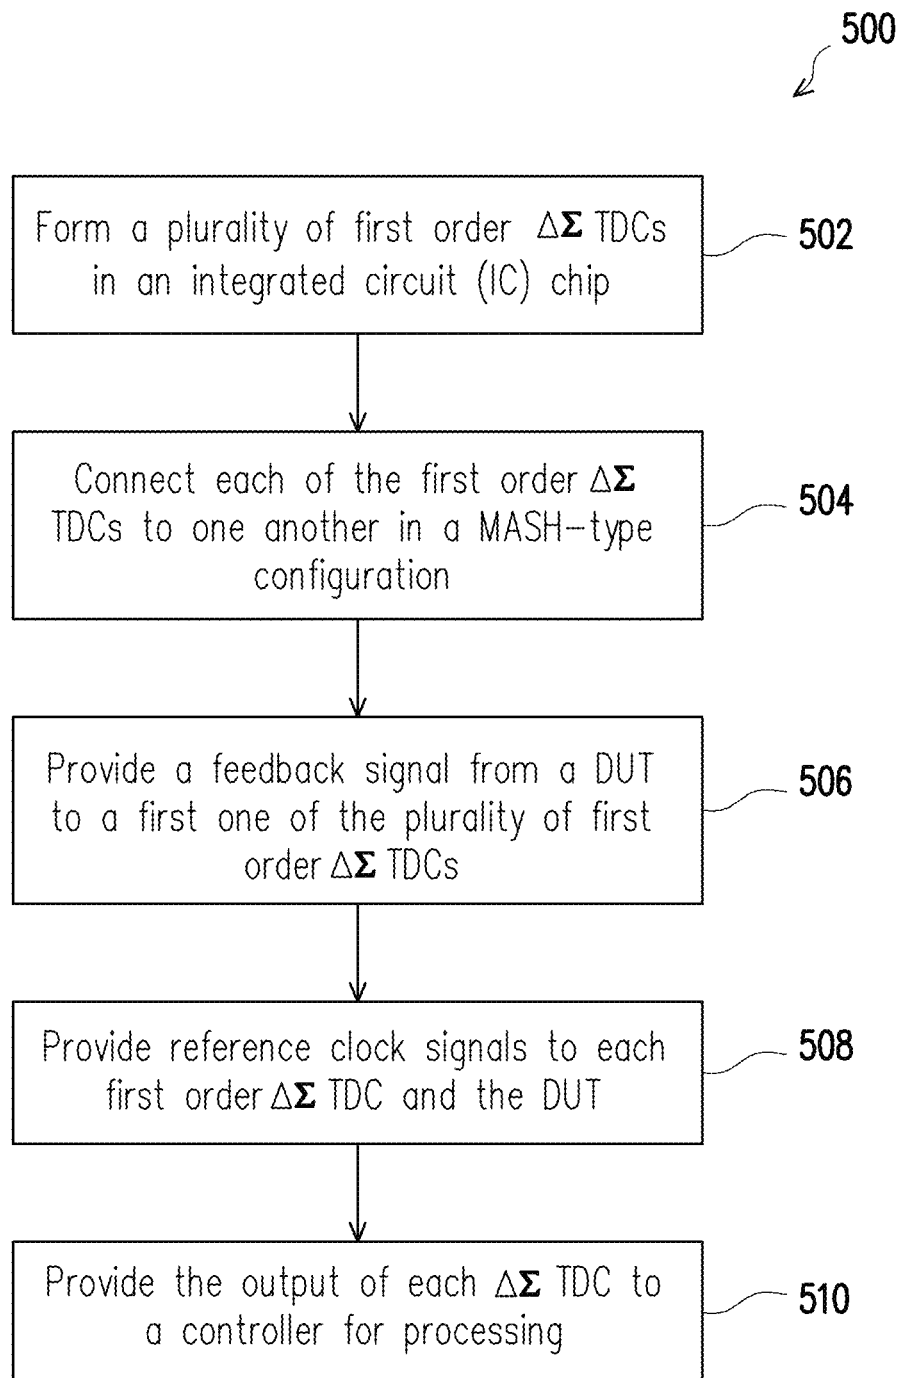 500
Form a plurality of first order ΔΣ TDCs
in an integrated circuit (IC) chip
502
Connect each of the first order ΔΣ
TDCs to one another in a MASH-type
configuration
504
Provide a feedback signal from a DUT
to a first one of the plurality of first
order ΔΣ TDCs
506
Provide reference clock signals to each
first order ΔΣ TDC and the DUT
508
Provide the output of each ΔΣ TDC to
a controller for processing
510